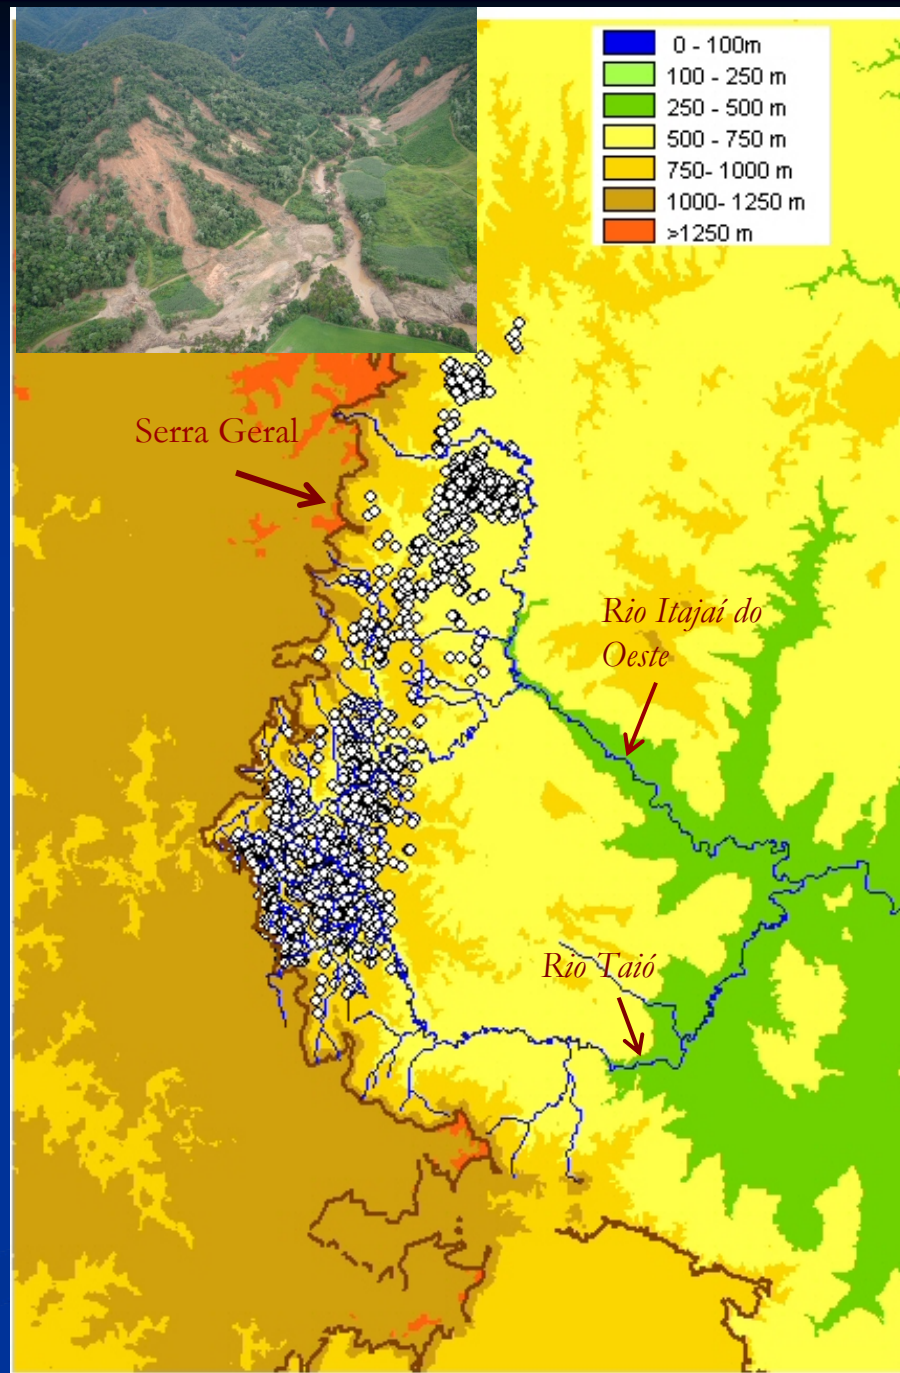 0 - 100m
100 - 250 m
250 - 500 m
500 - 750 m
750- 1000 m
1000- 1250 m
>1250 m
Serra Geral
Rio Itajaí do
Oeste
Rio Taió